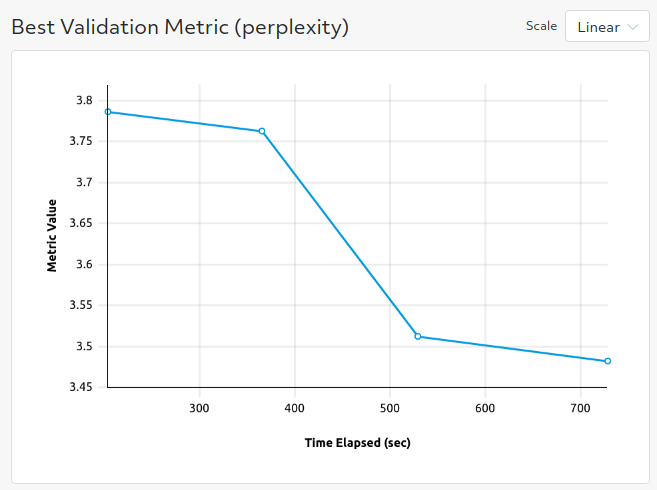 Best Validation Metric (perplexity)
Scale
Linear
3.8
3.75
3.7
3.65
3.6
3.55
3.5
3.45
Metric Value
300 400 500 600 700
Time Elapsed (sec)